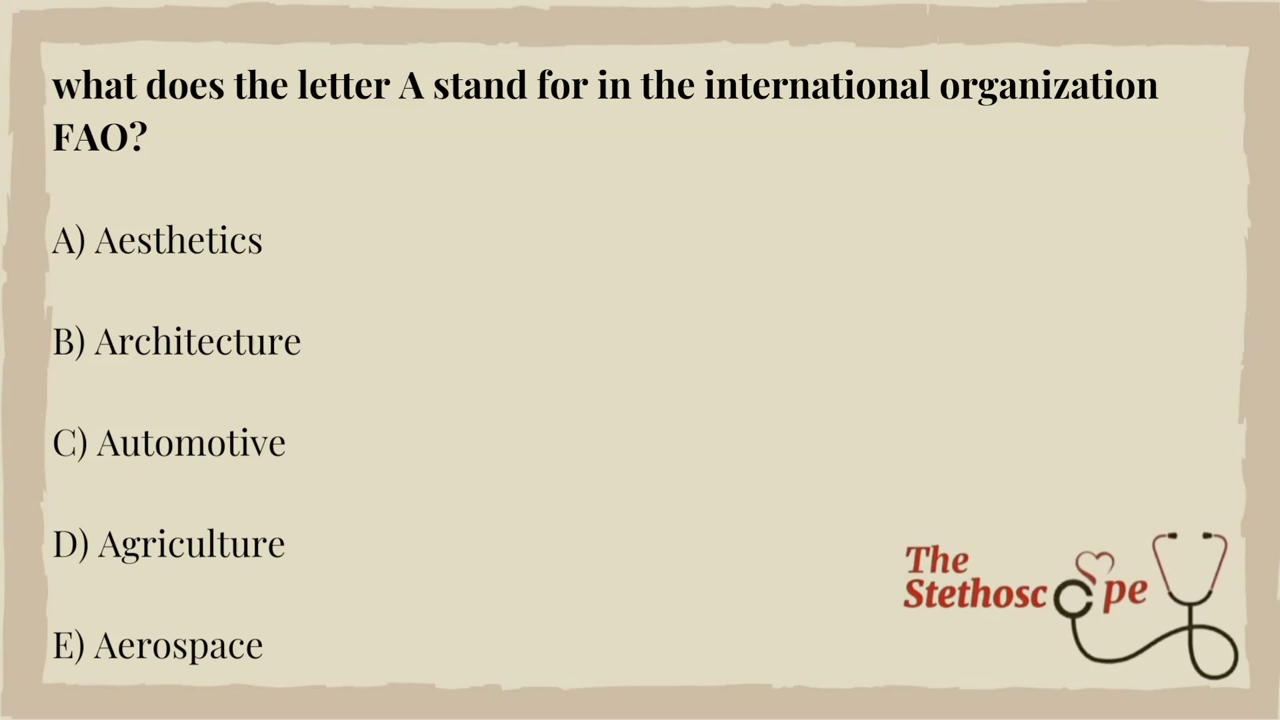 what does the letter A stand for in the international organization
FAO?
A) Aesthetics
B) Architecture
C) Automotive
D) Agriculture
E) Aerospace
The
Stethoscope